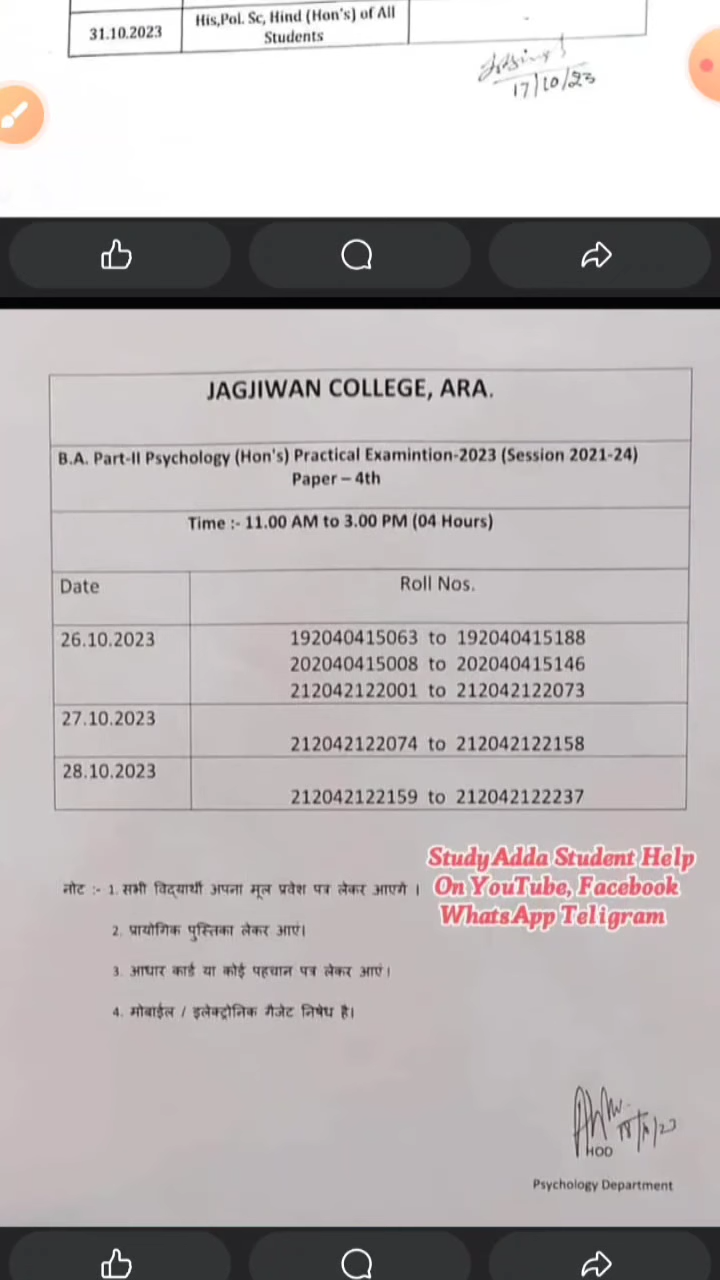 31.10.2023
His,Pol. Sc, Hind (Hon's) of All
Students
17/10/23
JAGJIWAN COLLEGE, ARA.
B.A. Part-II Psychology (Hon's) Practical Examintion-2023 (Session 2021-24)
Paper – 4th
Time :- 11.00 AM to 3.00 PM (04 Hours)
Date Roll Nos.
26.10.2023 192040415063 to 192040415188
202040415008 to 202040415146
212042122001 to 212042122073
27.10.2023
212042122074 to 212042122158
28.10.2023
212042122159 to 212042122237
StudyAdda Student Help
On YouTube, Facebook
WhatsApp Teligram
नोट :- 1. सभी विद्यार्थी अपना मूल प्रवेश पत्र लेकर आएगे ।
2. प्रायोगिक पुस्तिका लेकर आएं।
3. आधार कार्ड या कोई पहचान पत्र लेकर आएं।
4. मोबाईल / इलेक्ट्रोनिक गैजेट निषेध है।
HOD
Psychology Department